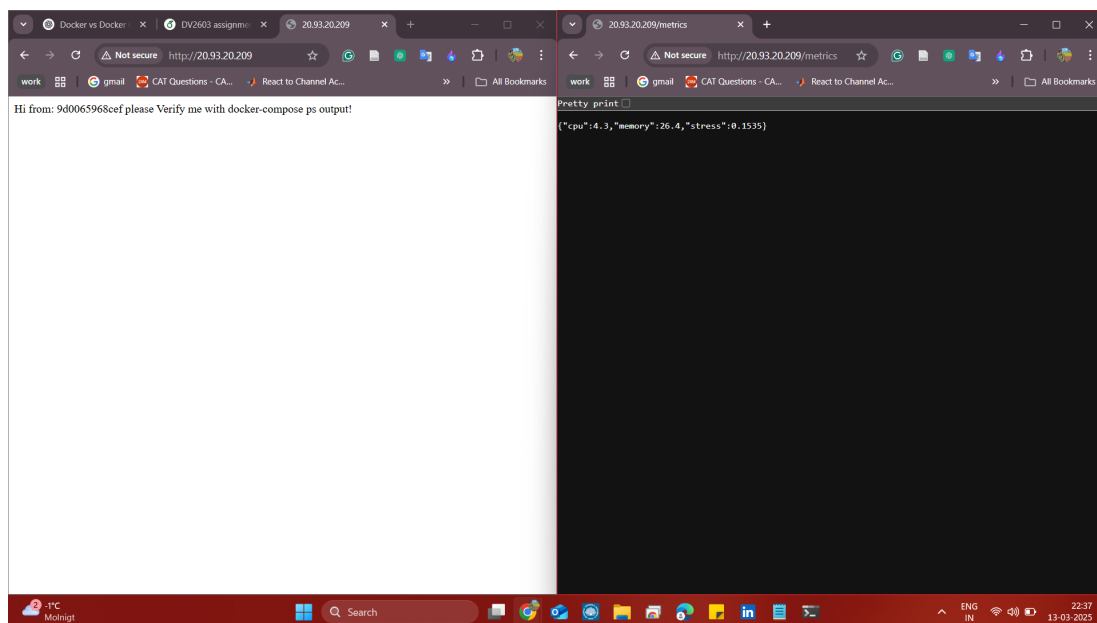 Docker vs Docker
DV2603 assignme
20.93.20.209
Not secure http://20.93.20.209
work gmail CAT Questions - CA... React to Channel Ac... » All Bookmarks
Hi from: 9d0065968cef please Verify me with docker-compose ps output!
20.93.20.209/metrics
Not secure http://20.93.20.209/metrics
work gmail CAT Questions - CA... React to Channel Ac... » All Bookmarks
Pretty print
{"cpu":4.3,"memory":26.4,"stress":0.1535}
2
-1°C
Molnigt
Search
ENG
IN
22:37
13-03-2025